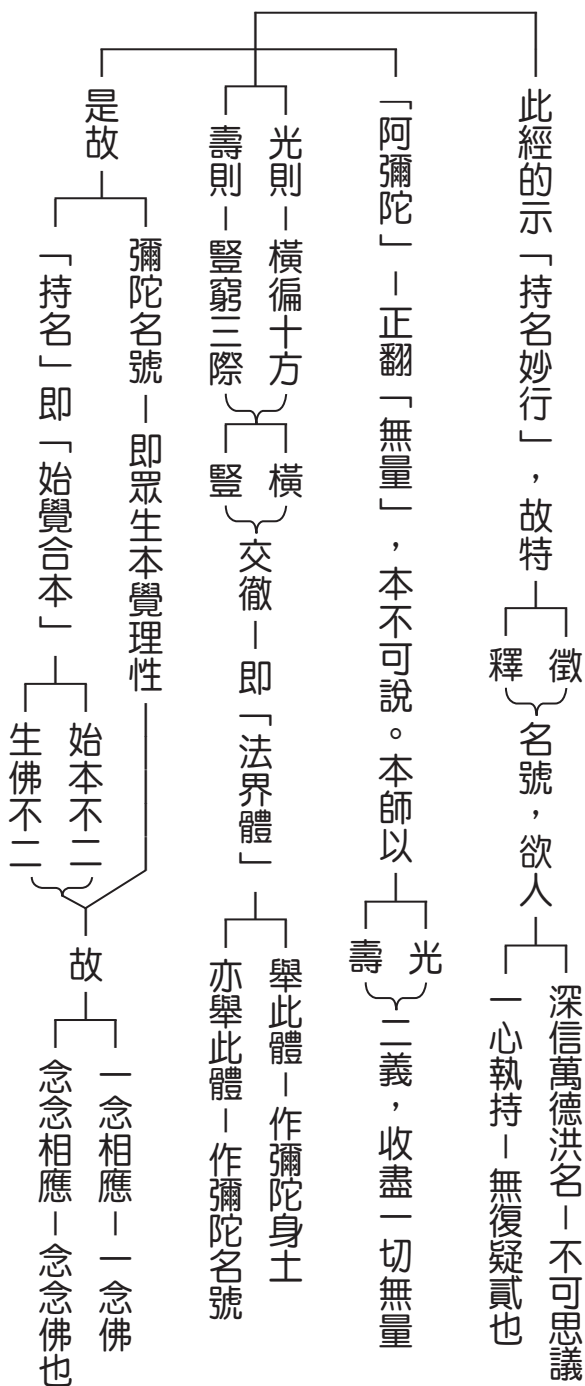 此經的示「持名妙行」，故特
徵
釋
名號，欲人
深信萬德洪名－不可思議
一心執持－無復疑貳也
「阿彌陀」－正翻「無量」，本不可說。本師以
光
壽
二義，收盡一切無量
光則－橫徧十方
壽則－豎窮三際
橫
豎
交徹－即「法界體」
舉此體－作彌陀身土
亦舉此體－作彌陀名號
是故
彌陀名號－即眾生本覺理性
「持名」即「始覺合本」
始本不二
生佛不二
故
一念相應－一念佛
念念相應－念念佛也